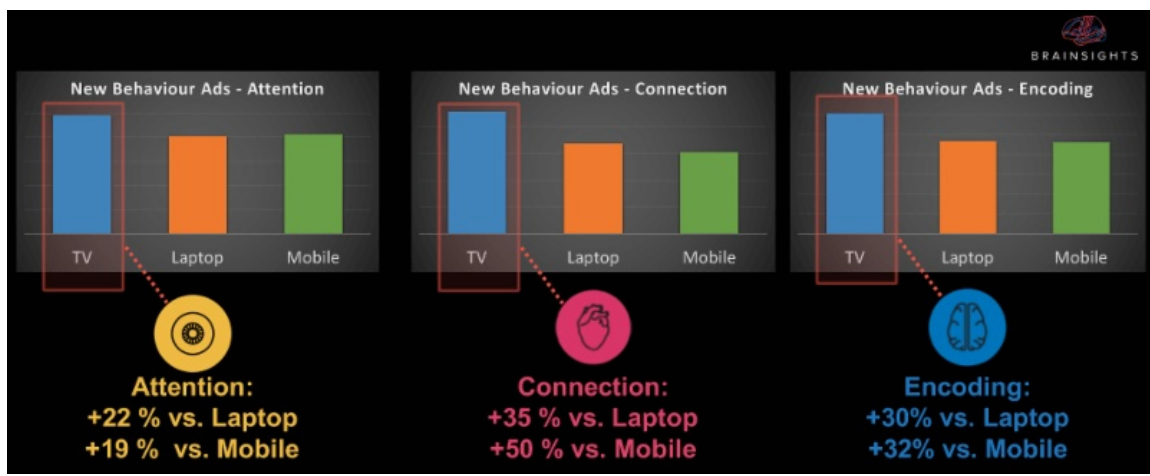 BRAINSIGHTS
New Behaviour Ads - Attention
TV Laptop Mobile
New Behaviour Ads - Connection
TV Laptop Mobile
New Behaviour Ads - Encoding
TV Laptop Mobile
Attention:
+22 % vs. Laptop
+19 % vs. Mobile
Connection:
+35 % vs. Laptop
+50 % vs. Mobile
Encoding:
+30% vs. Laptop
+32% vs. Mobile